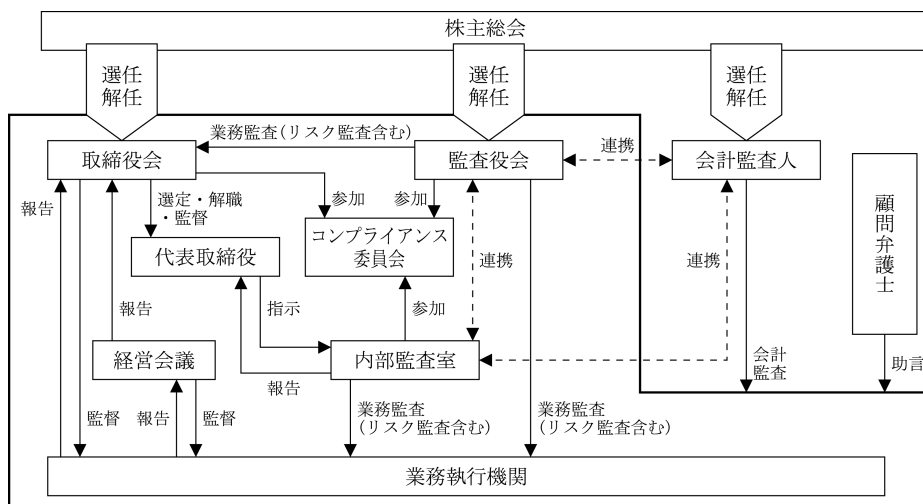 株主総会
選任
解任
選任
解任
選任
解任
業務監査(リスク監査含む)
取締役会
監査役会
連携
会計監査人
報告
選定・解職
・監督
参加
参加
コンプライアンス
委員会
代表取締役
連携
連携
顧問弁護士
報告
指示
参加
経営会議
内部監査室
報告
会計
監査
助言
監督
報告
監督
業務監査
(リスク監査含む)
業務監査
(リスク監査含む)
業務執行機関